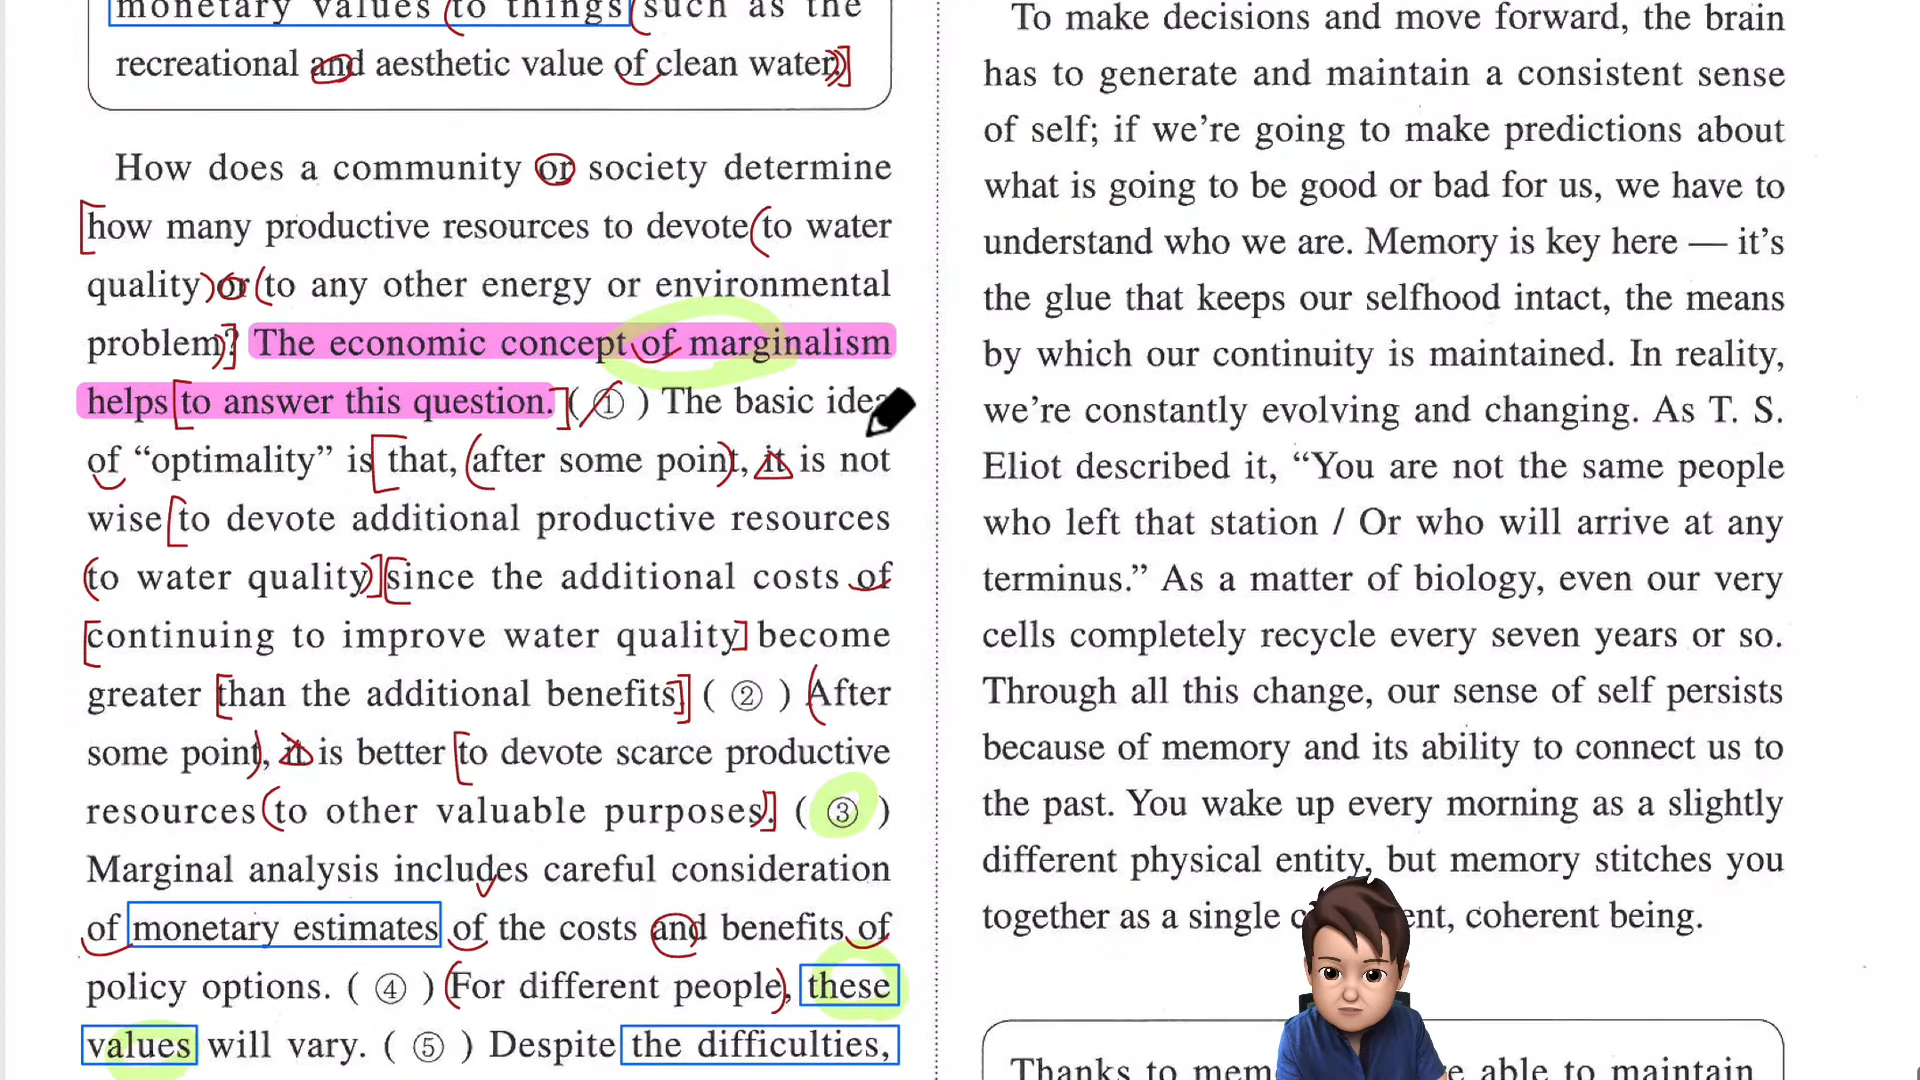 monetary values (to things) such as the
recreational and aesthetic value of clean water.
How does a community or society determine
how many productive resources to devote to water
quality or to any other energy or environmental
problem? The economic concept of marginalism
helps to answer this question. ( ① ) The basic idea
of “optimality” is that, after some point, it is not
wise to devote additional productive resources
to water quality since the additional costs of
continuing to improve water quality become
greater than the additional benefits. ( ② ) After
some point, it is better to devote scarce productive
resources to other valuable purposes. ( ③ )
Marginal analysis includes careful consideration
of monetary estimates of the costs and benefits of
policy options. ( ④ ) For different people, these
values will vary. ( ⑤ ) Despite the difficulties,
To make decisions and move forward, the brain
has to generate and maintain a consistent sense
of self; if we’re going to make predictions about
what is going to be good or bad for us, we have to
understand who we are. Memory is key here — it’s
the glue that keeps our selfhood intact, the means
by which our continuity is maintained. In reality,
we’re constantly evolving and changing. As T. S.
Eliot described it, “You are not the same people
who left that station / Or who will arrive at any
terminus.” As a matter of biology, even our very
cells completely recycle every seven years or so.
Through all this change, our sense of self persists
because of memory and its ability to connect us to
the past. You wake up every morning as a slightly
different physical entity, but memory stitches you
together as a single coherent being.
Thanks to able to maintain